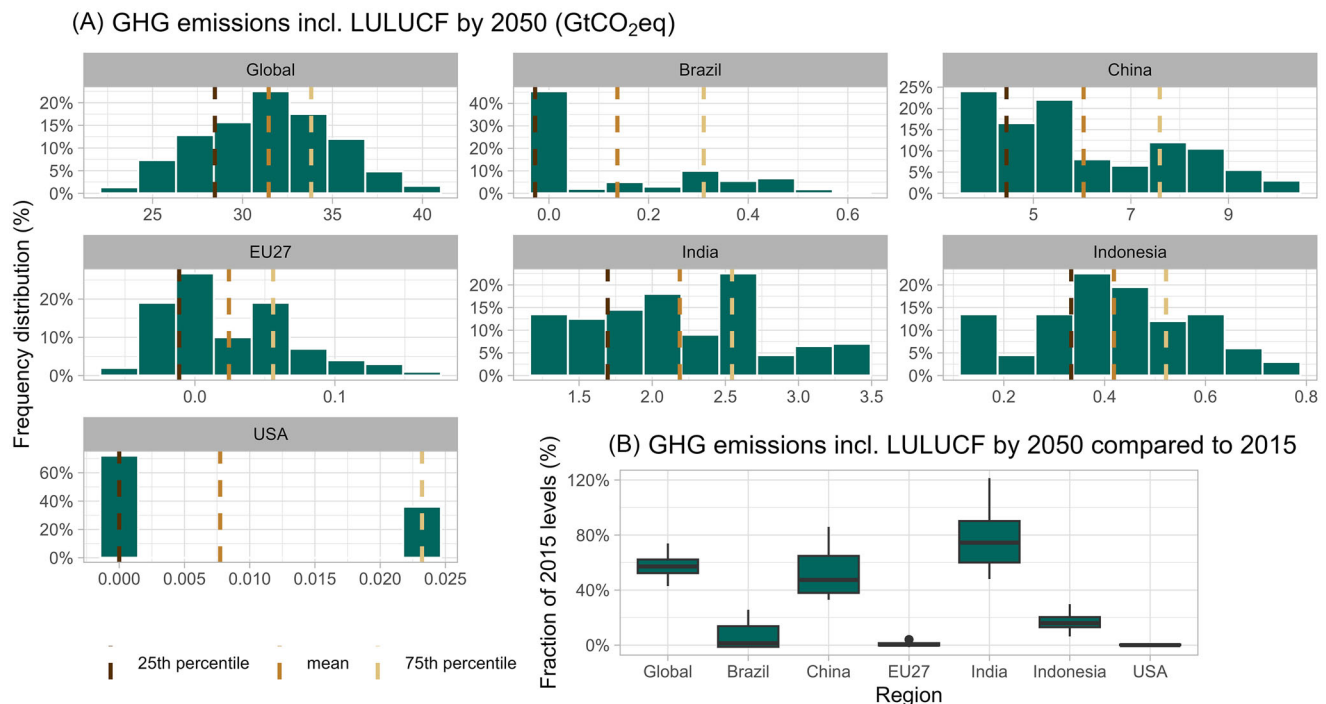 (A) GHG emissions incl. LULUCF by 2050 (GtCO₂eq)
Frequency distribution (%)
Global
20%
15%
10%
5%
0%
25 30 35 40
Brazil
40%
30%
20%
10%
0%
0.0 0.2 0.4 0.6
China
25%
20%
15%
10%
5%
0%
5 7 9
EU27
20%
10%
0%
0.0 0.1
India
20%
15%
10%
5%
0%
1.5 2.0 2.5 3.0 3.5
Indonesia
20%
15%
10%
5%
0%
0.2 0.4 0.6 0.8
USA
60%
40%
20%
0%
0.000 0.005 0.010 0.015 0.020 0.025
25th percentile mean 75th percentile
(B) GHG emissions incl. LULUCF by 2050 compared to 2015
Fraction of 2015 levels (%)
120%
80%
40%
0%
Global Brazil China EU27 India Indonesia USA
Region